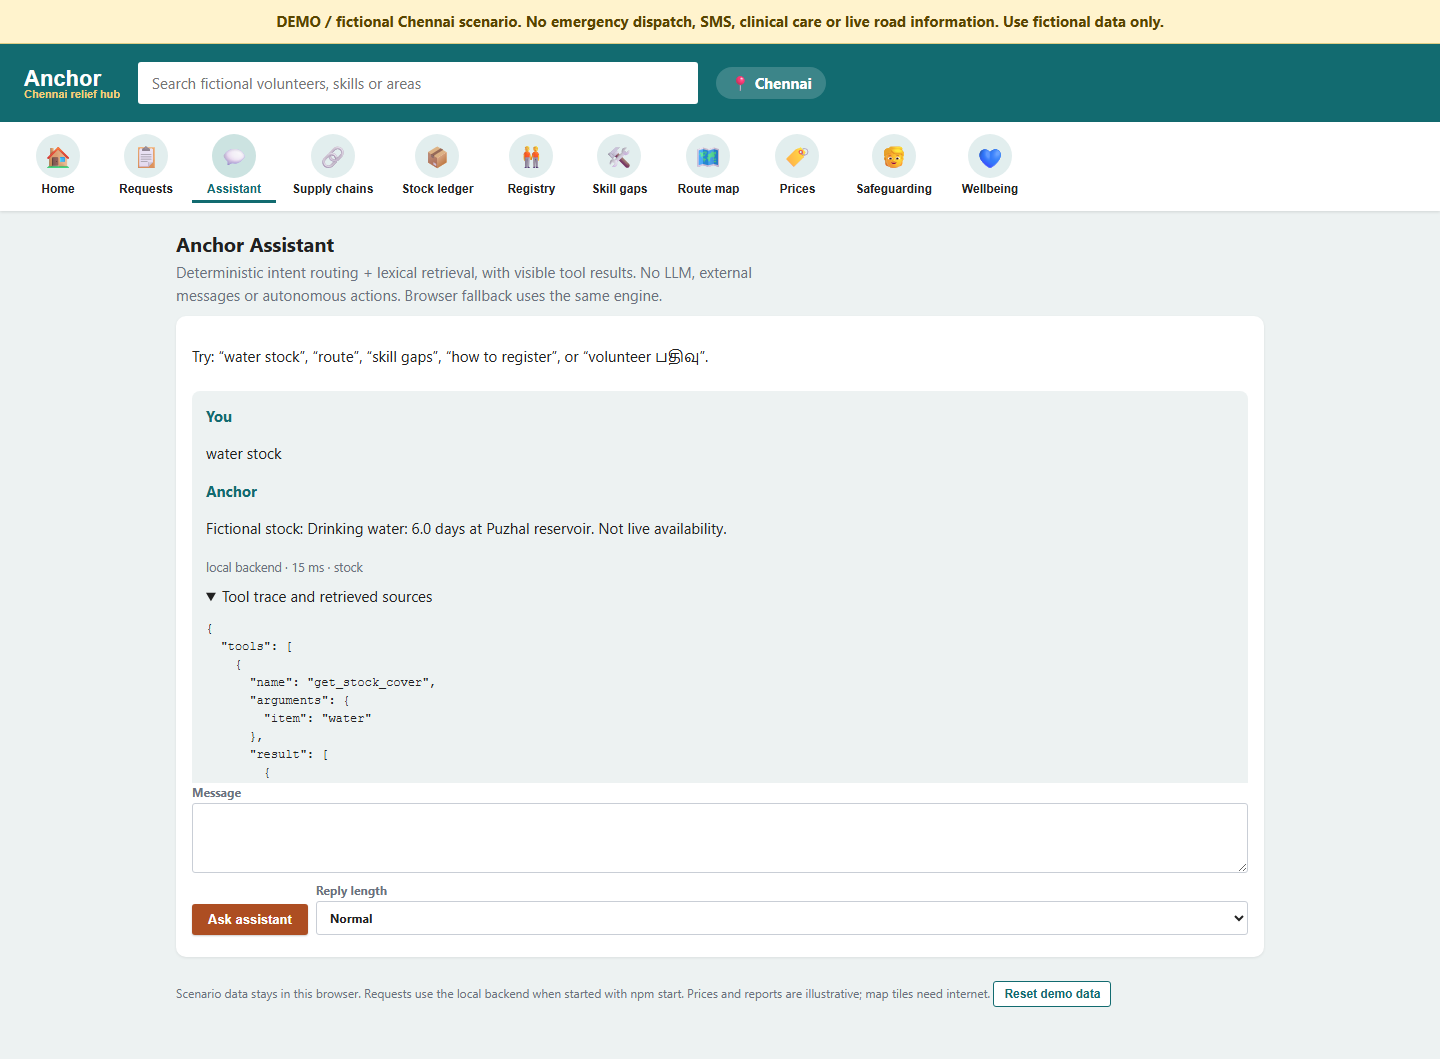 DEMO / fictional Chennai scenario. No emergency dispatch, SMS, clinical care or live road information. Use fictional data only.
Anchor
Chennai relief hub
Search fictional volunteers, skills or areas
Chennai
Home
Requests
Assistant
Supply chains
Stock ledger
Registry
Skill gaps
Route map
Prices
Safeguarding
Wellbeing
Anchor Assistant
Deterministic intent routing + lexical retrieval, with visible tool results. No LLM, external
messages or autonomous actions. Browser fallback uses the same engine.
Try: “water stock”, “route”, “skill gaps”, “how to register”, or “volunteer பதிவு”.
You
water stock
Anchor
Fictional stock: Drinking water: 6.0 days at Puzhal reservoir. Not live availability.
local backend · 15 ms · stock
▼ Tool trace and retrieved sources
{
  "tools": [
    {
      "name": "get_stock_cover",
      "arguments": {
        "item": "water"
      },
      "result": [
        {
Message
Reply length
Ask assistant
Normal
Scenario data stays in this browser. Requests use the local backend when started with npm start. Prices and reports are illustrative; map tiles need internet.
Reset demo data